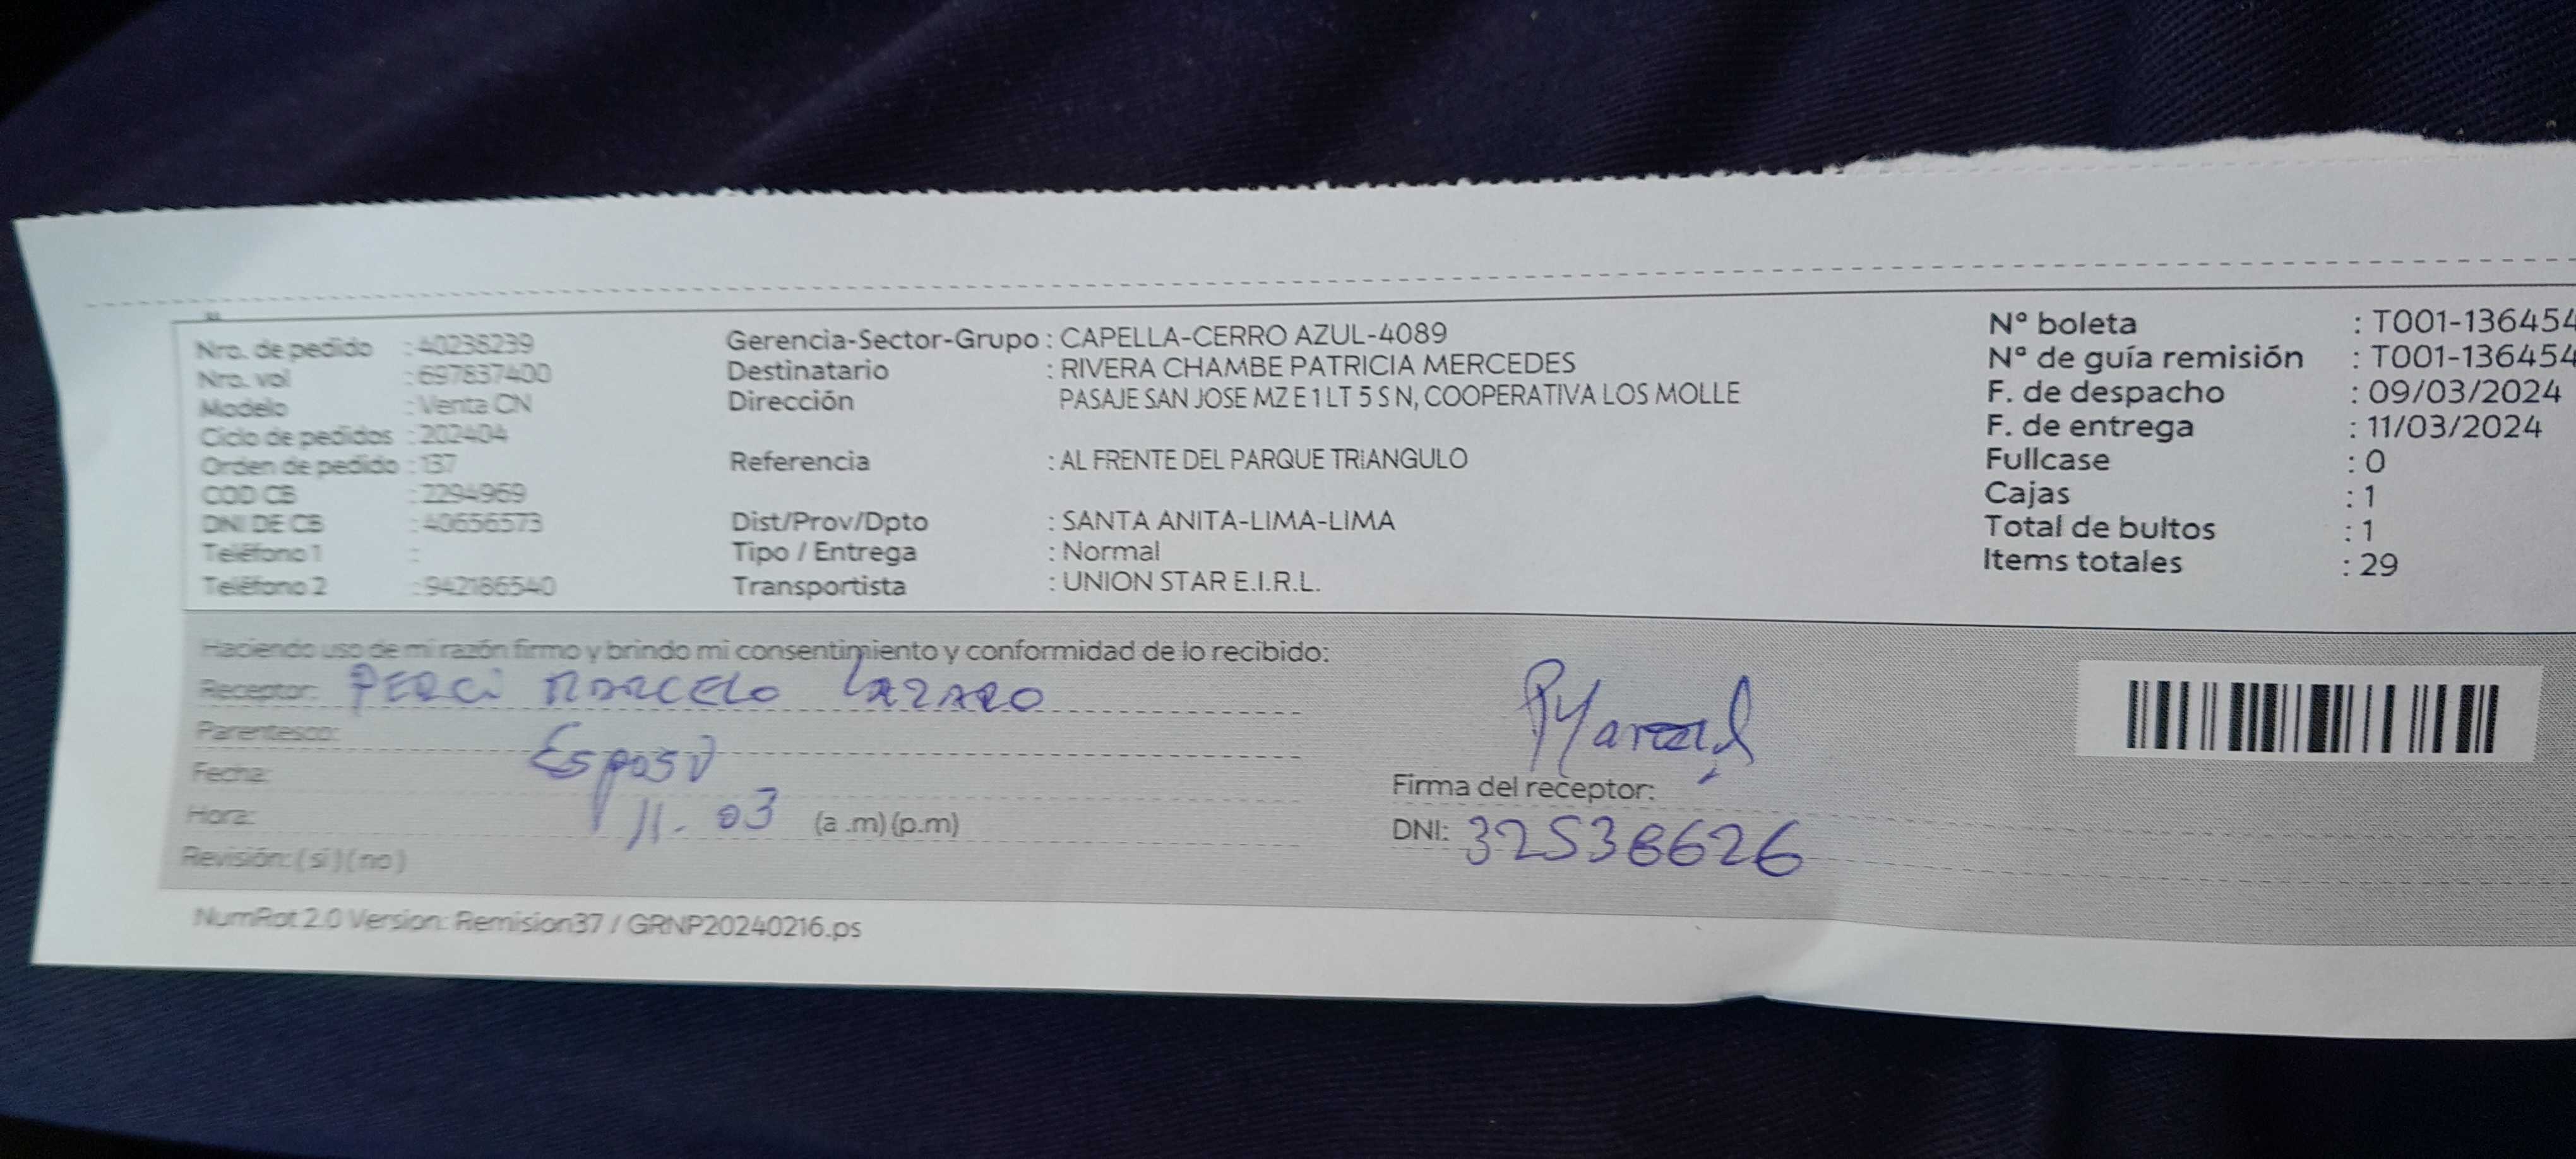 Nro. de pedido : 40236239
Nro. vol : 697837400
Modelo : Venta CN
Ciclo de pedidos : 202404
Orden de pedido : 137
COD CB : 2294969
DNI DE CB : 40656573
Teléfono 1 :
Teléfono 2 : 942186540
Gerencia-Sector-Grupo : CAPELLA-CERRO AZUL-4089
Destinatario : RIVERA CHAMBE PATRICIA MERCEDES
Dirección PASAJE SAN JOSE MZ E 1 LT 5 S N, COOPERATIVA LOS MOLLE
Referencia : AL FRENTE DEL PARQUE TRIANGULO
Dist/Prov/Dpto : SANTA ANITA-LIMA-LIMA
Tipo / Entrega : Normal
Transportista : UNION STAR E.I.R.L.
N° boleta : T001-136454
N° de guía remisión : T001-136454
F. de despacho : 09/03/2024
F. de entrega : 11/03/2024
Fullcase : 0
Cajas : 1
Total de bultos : 1
Items totales : 29
Haciendo uso de mi razón firmo y brindo mi consentimiento y conformidad de lo recibido:
Receptor: PERCi MARCELO LAZARO
Parentesco: Esposo
Fecha: 11. 03
Hora: (a .m) (p.m)
Revisión: ( si ) ( no )
Firma del receptor:
DNI: 32538626
NumRot 2.0 Version: Remision37 / GRNP20240216.ps